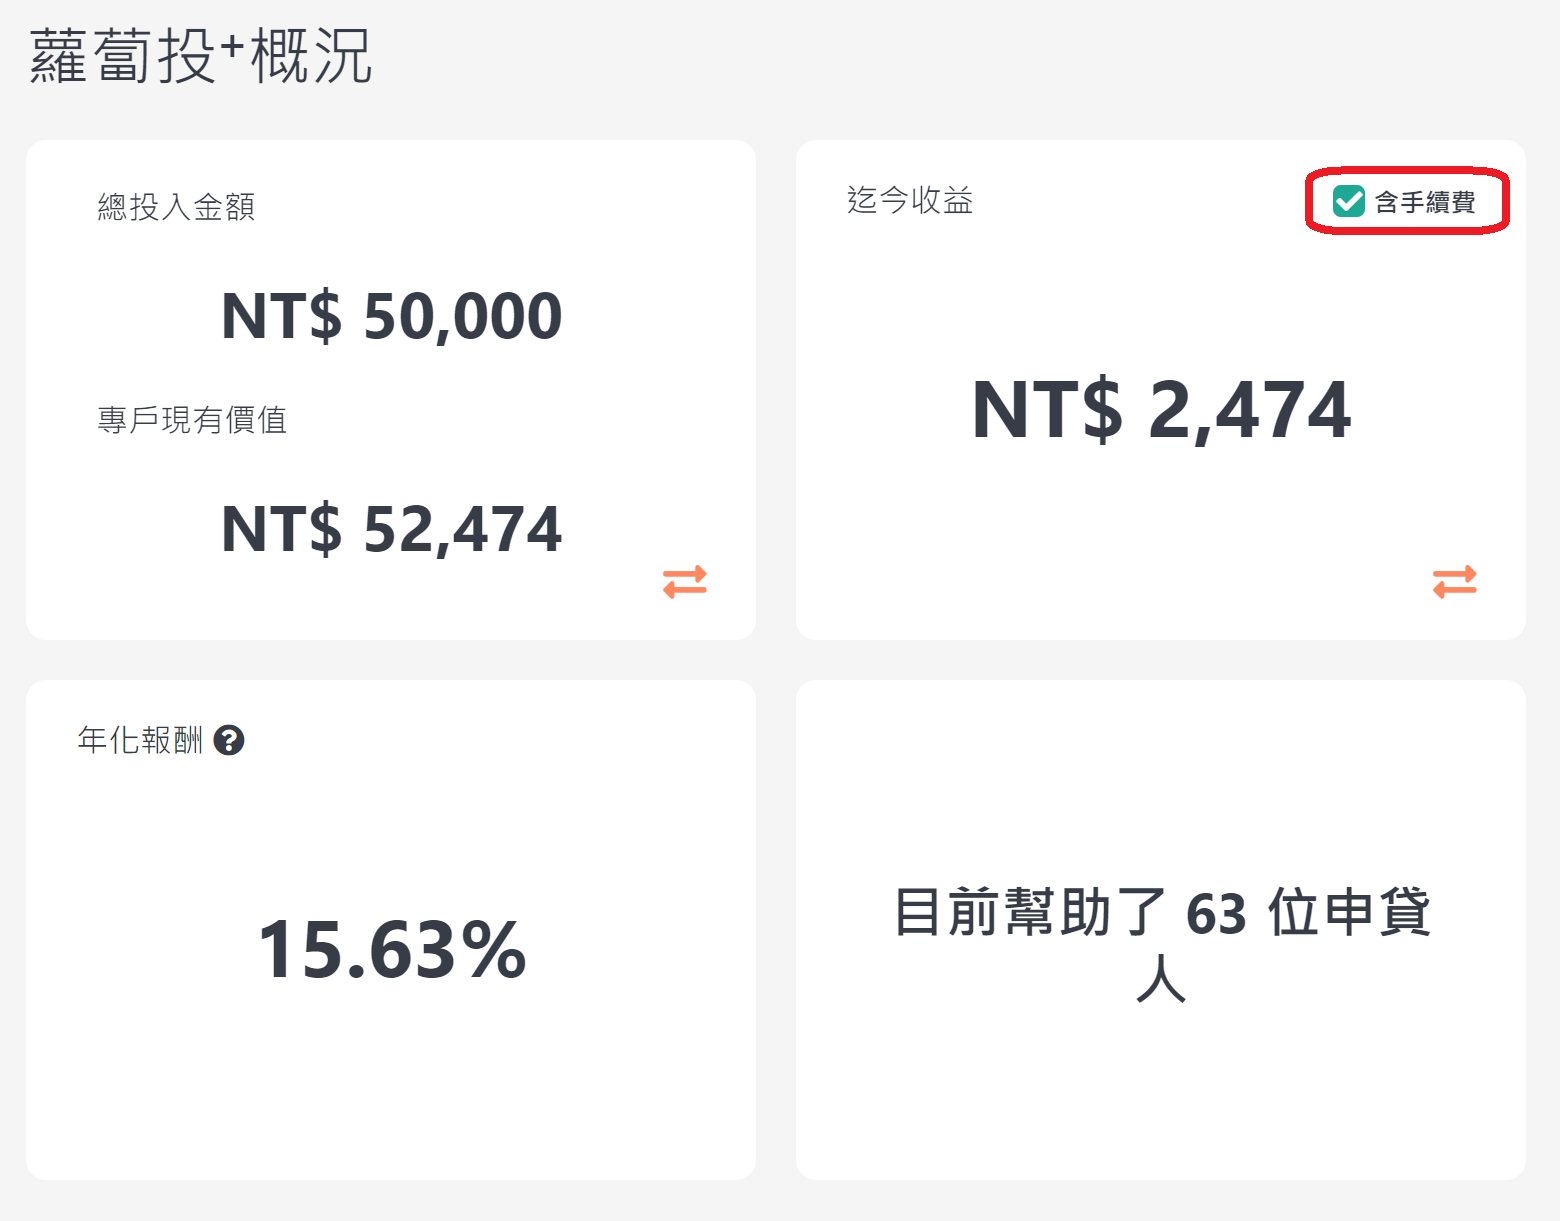 蘿蔔投⁺概況
總投入金額
NT$ 50,000
專戶現有價值
NT$ 52,474
迄今收益
含手續費
NT$ 2,474
年化報酬 ?
15.63%
目前幫助了 63 位申貸
人